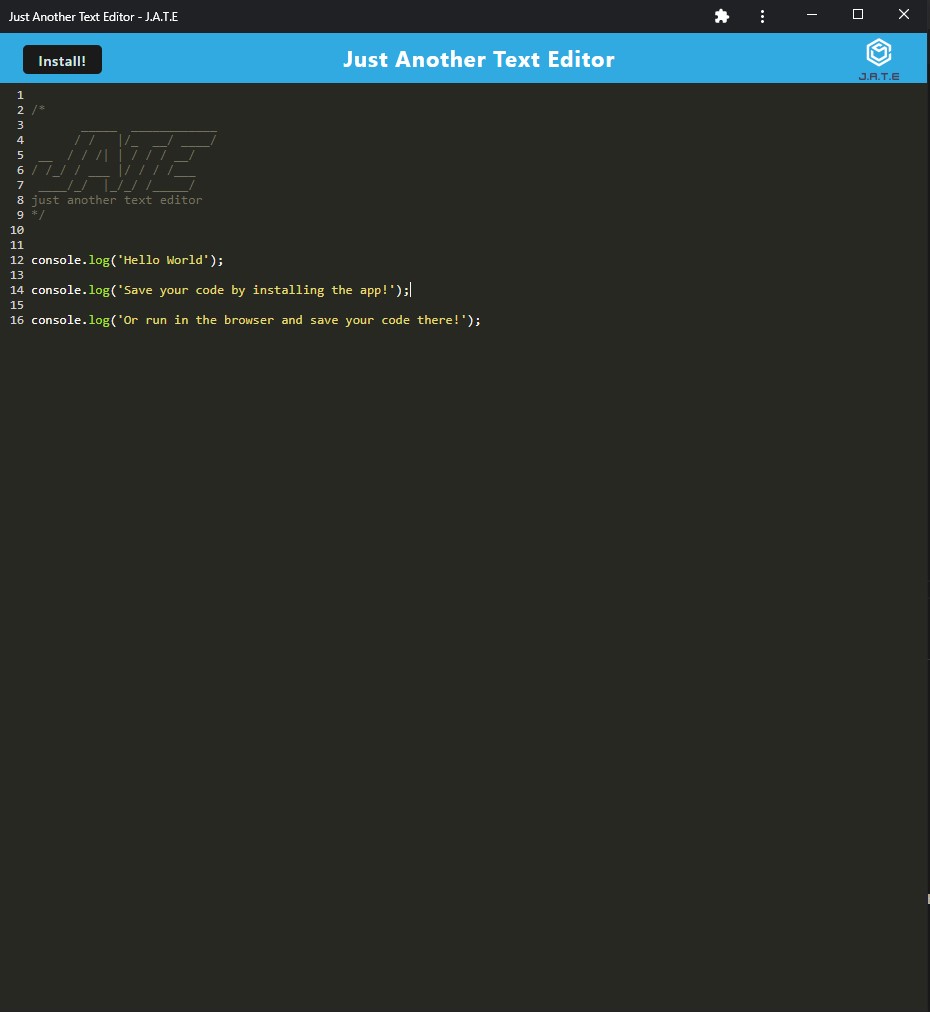 Just Another Text Editor - J.A.T.E
Install!
Just Another Text Editor
J.A.T.E
1
2 /*
3        _____  ____________
4       / /   |/_  __/ ____/
5  __  / / /| | / / / __/
6 / /_/ / ___ |/ / / /___
7  ____/_/  |_/_/ /_____/
8 just another text editor
9 */
10
11
12 console.log('Hello World');
13
14 console.log('Save your code by installing the app!');
15
16 console.log('Or run in the browser and save your code there!');